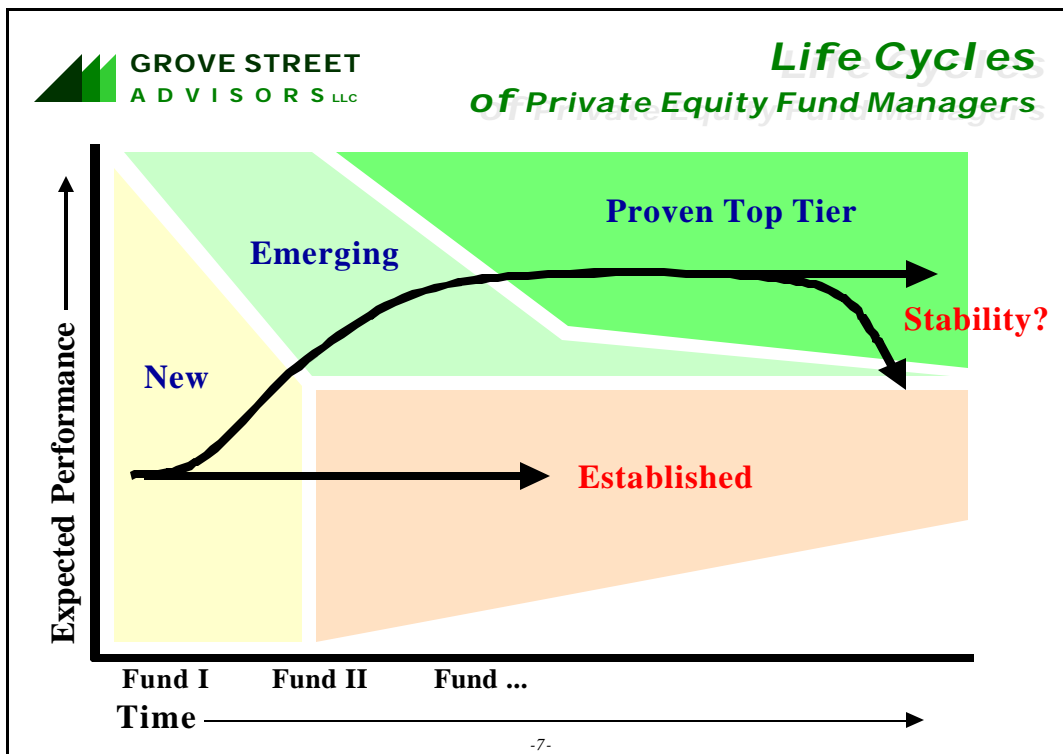 GROVE STREET
ADVISORS LLC
Life Cycles
of Private Equity Fund Managers
Expected Performance
Proven Top Tier
Emerging
Stability?
New
Established
Fund I Fund II Fund ...
Time
-7-